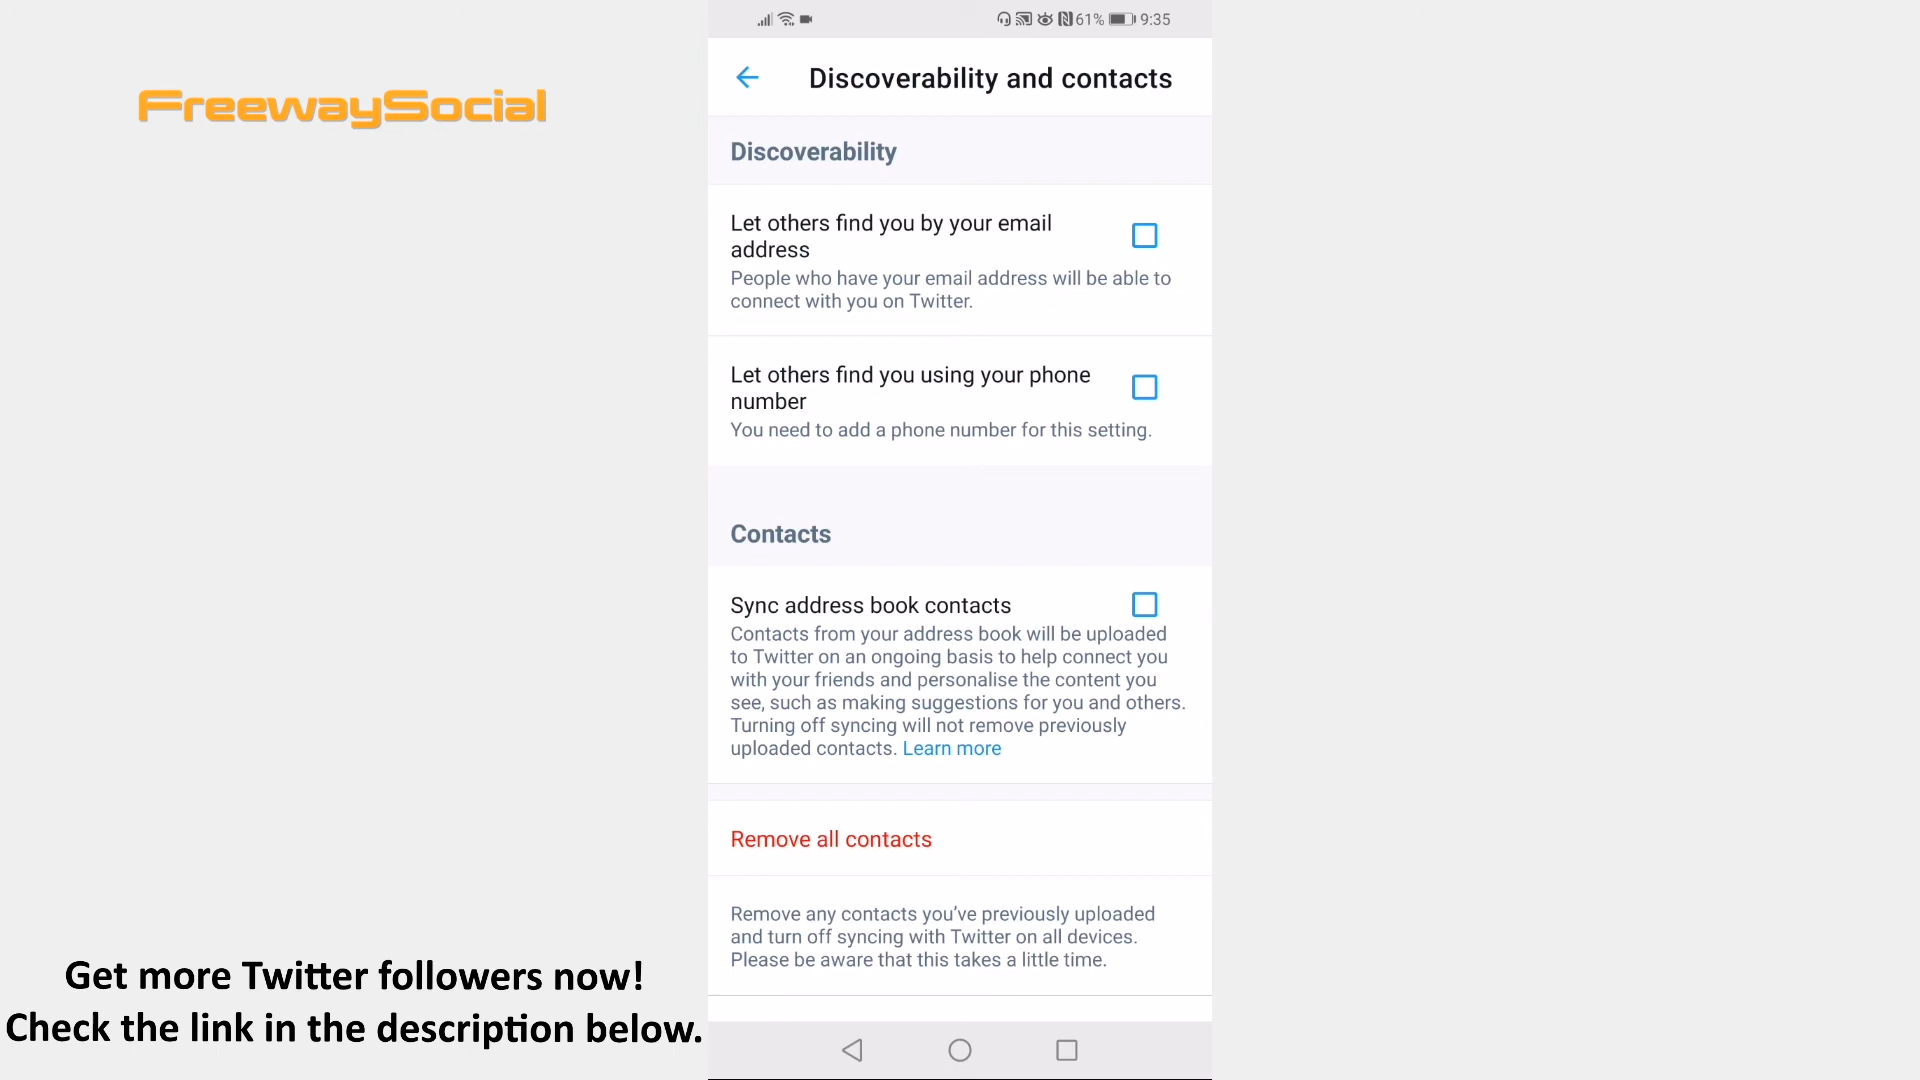 61% 9:35
FreewaySocial
Discoverability and contacts
Discoverability
Let others find you by your email
address
People who have your email address will be able to
connect with you on Twitter.
Let others find you using your phone
number
You need to add a phone number for this setting.
Contacts
Sync address book contacts
Contacts from your address book will be uploaded
to Twitter on an ongoing basis to help connect you
with your friends and personalise the content you
see, such as making suggestions for you and others.
Turning off syncing will not remove previously
uploaded contacts. Learn more
Remove all contacts
Remove any contacts you've previously uploaded
and turn off syncing with Twitter on all devices.
Please be aware that this takes a little time.
Get more Twitter followers now!
Check the link in the description below.